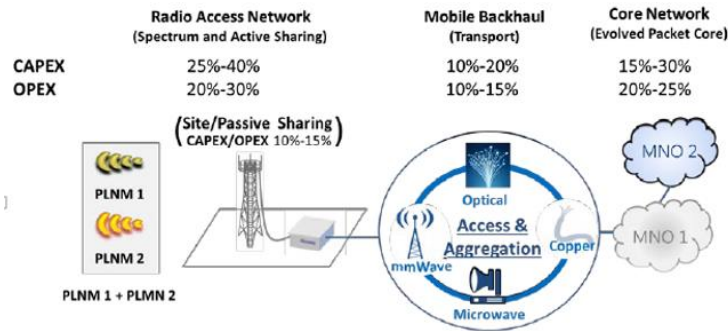 Radio Access Network Mobile Backhaul Core Network
(Spectrum and Active Sharing) (Transport) (Evolved Packet Core)
CAPEX 25%-40% 10%-20% 15%-30%
OPEX 20%-30% 10%-15% 20%-25%
(Site/Passive Sharing
CAPEX/OPEX 10%-15%)
PLNM 1
PLNM 2
PLNM 1 + PLMN 2
Optical
Access &
Aggregation
mmWave
Copper
Microwave
MNO 2
MNO 1